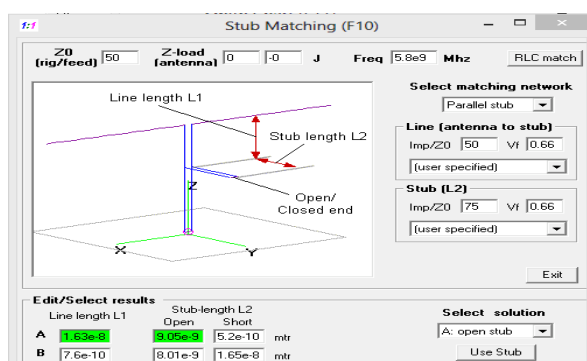 1:1 Stub Matching (F10)
Z0 (rig/feed) 50 Z-load (antenna) 0 -0 J Freq 5.8e9 Mhz RLC match
Select matching network
Parallel stub
Line (antenna to stub)
Imp/Z0 50 Vf 0.66
(user specified)
Stub (L2)
Imp/Z0 75 Vf 0.66
(user specified)
Exit
Line length L1
Stub length L2
Open/
Closed end
Z
X
Y
Edit/Select results
Line length L1 Stub-length L2
Open Short
A 1.63e-8 9.05e-9 5.2e-10 mtr
B 7.6e-10 8.01e-9 1.65e-8 mtr
Select solution
A: open stub
Use Stub